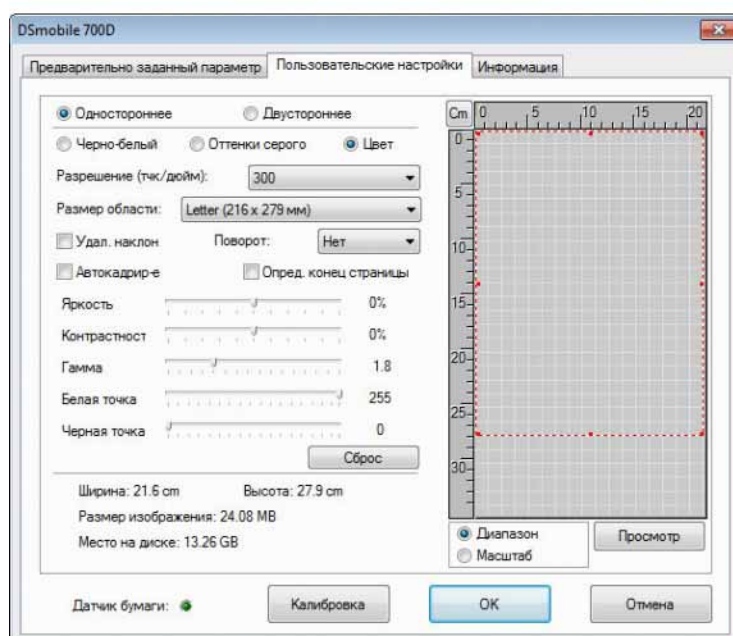 DSmobile 700D
Предварительно заданный параметр Пользовательские настройки Информация
Одностороннее Двустороннее
Черно-белый Оттенки серого Цвет
Разрешение (тчк/дюйм): 300
Размер области: Letter (216 x 279 мм)
Удал. наклон Поворот: Нет
Автокадрир-е Опред. конец страницы
Яркость 0%
Контрастност 0%
Гамма 1.8
Белая точка 255
Черная точка 0
Сброс
Ширина: 21.6 cm Высота: 27.9 cm
Размер изображения: 24.08 MB
Место на диске: 13.26 GB
Cm 0 5 10 15 20
0
5
10
15
20
25
30
Диапазон
Масштаб
Просмотр
Датчик бумаги: Калибровка OK Отмена